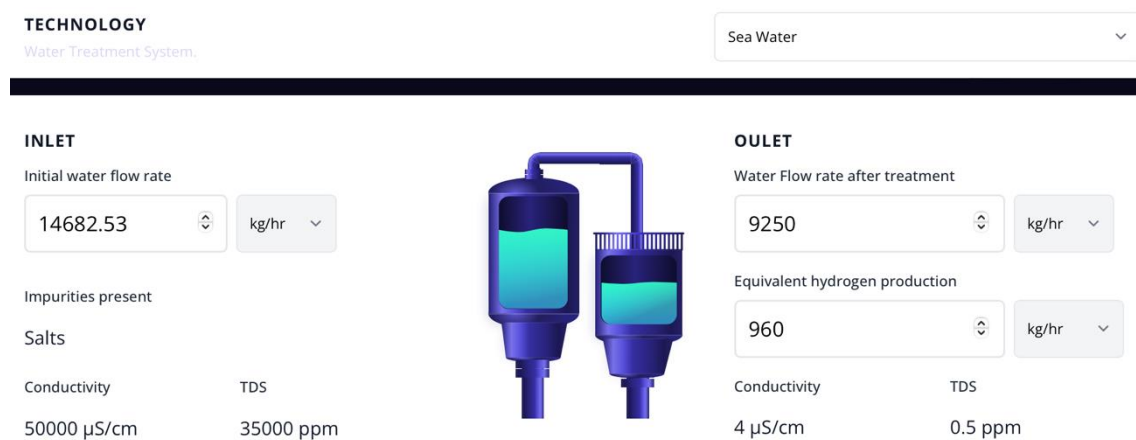 TECHNOLOGY
Water Treatment System.
Sea Water
INLET
Initial water flow rate
14682.53 kg/hr
Impurities present
Salts
Conductivity TDS
50000 µS/cm 35000 ppm
OULET
Water Flow rate after treatment
9250 kg/hr
Equivalent hydrogen production
960 kg/hr
Conductivity TDS
4 µS/cm 0.5 ppm